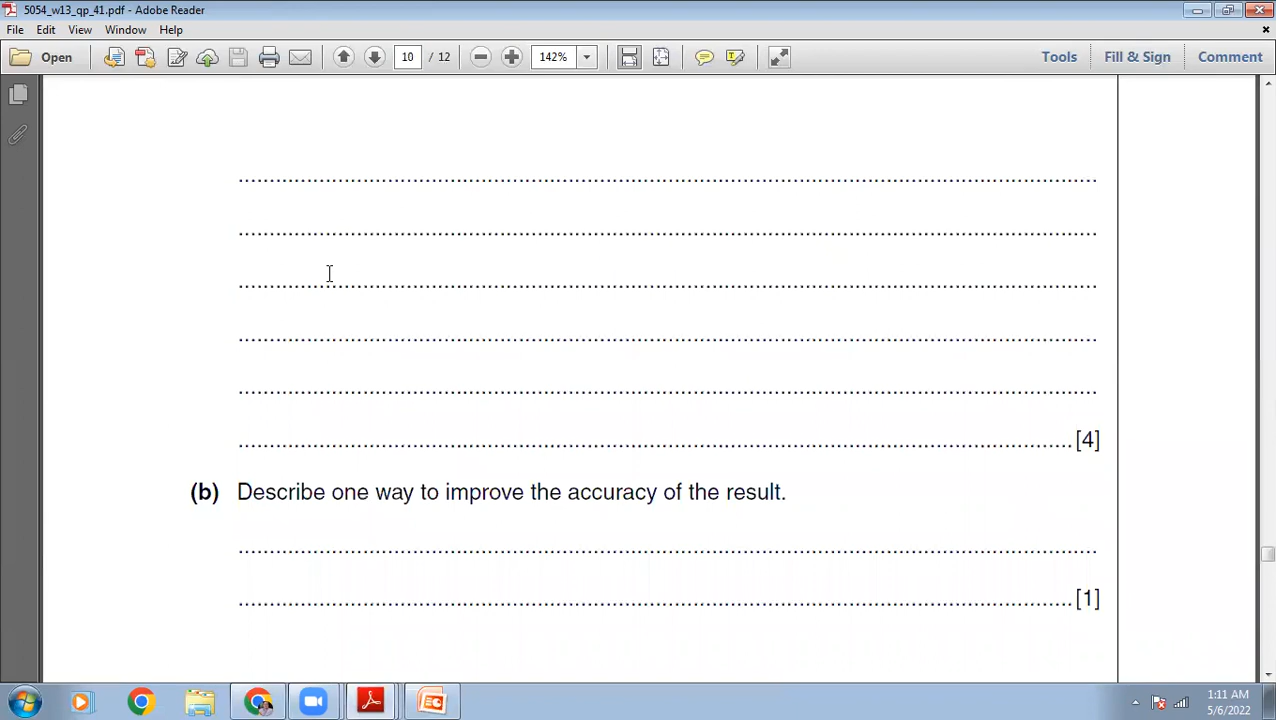 5054_w13_qp_41.pdf - Adobe Reader
File Edit View Window Help
Open 10 / 12 142% Tools Fill & Sign Comment
[4]
(b) Describe one way to improve the accuracy of the result.
[1]
1:11 AM
5/6/2022